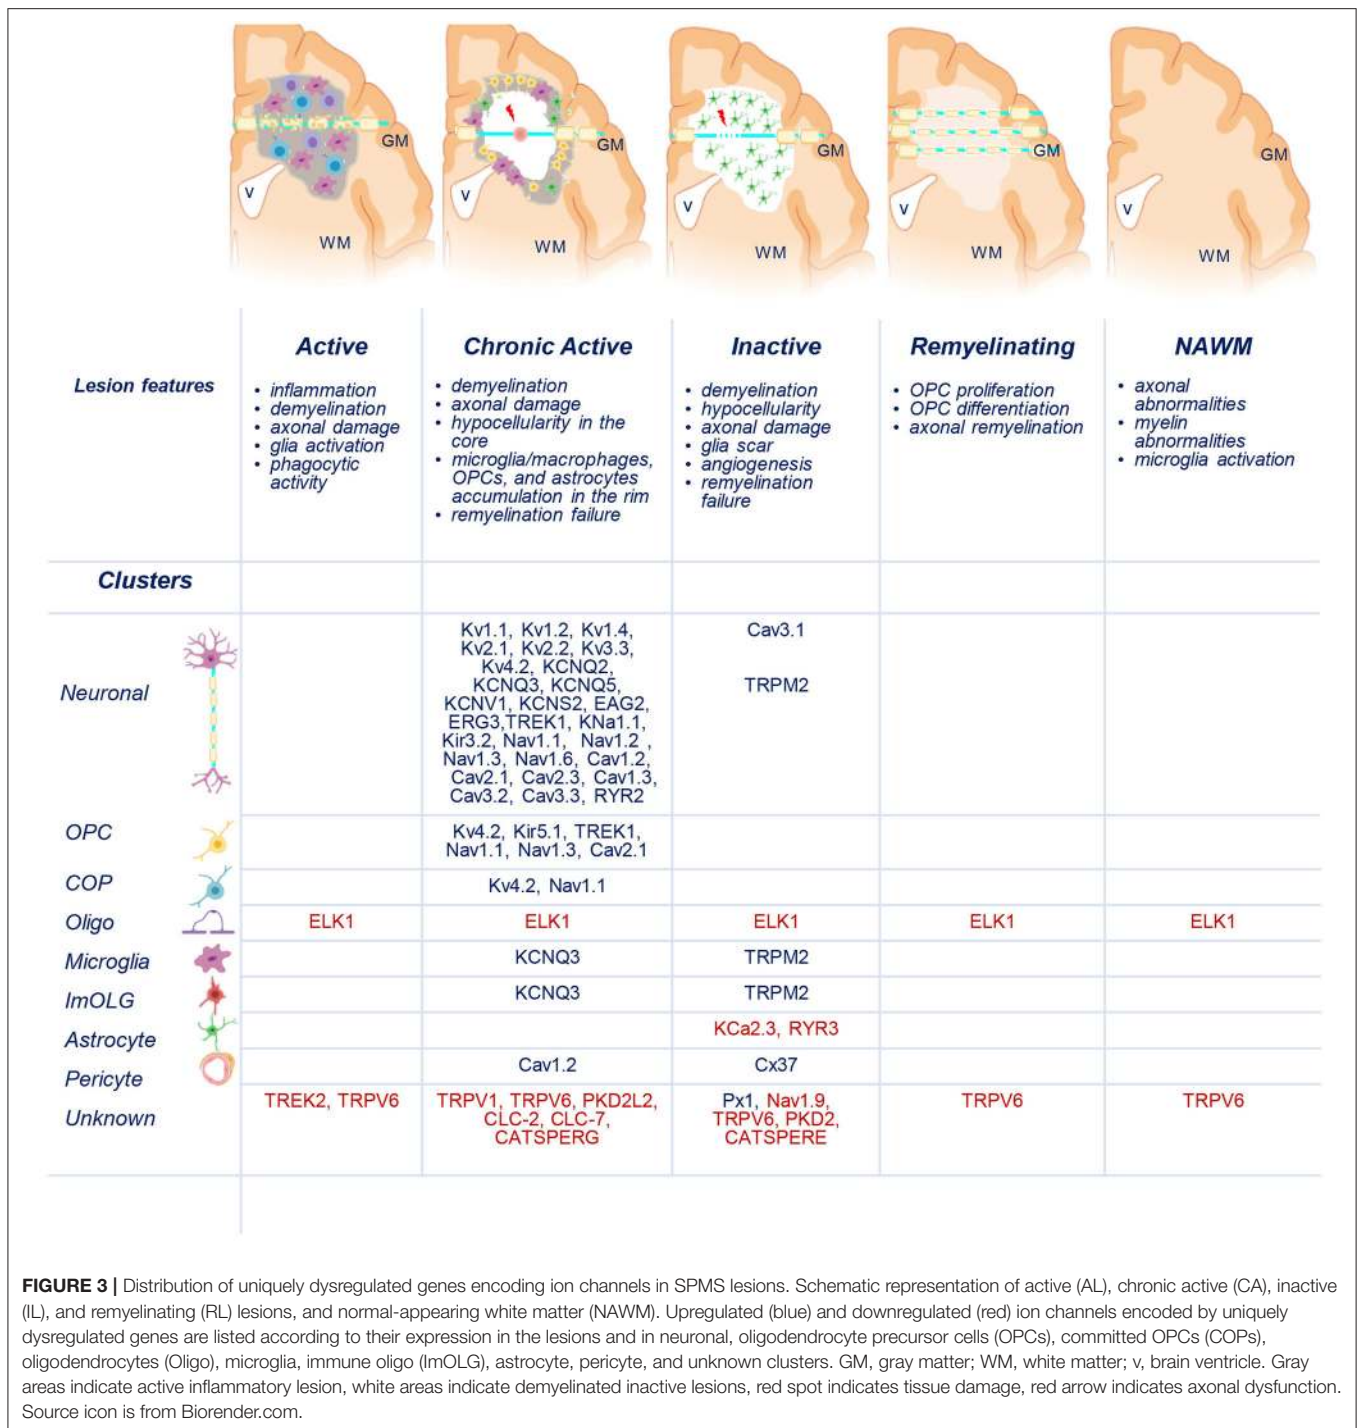 GM
GM
GM
GM
GM
v
v
v
v
v
WM
WM
WM
WM
WM
Active
Chronic Active
Inactive
Remyelinating
NAWM
Lesion features
• inflammation
• demyelination
• axonal damage
• glia activation
• phagocytic
activity
• demyelination
• axonal damage
• hypocellularity in the
core
• microglia/macrophages,
OPCs, and astrocytes
accumulation in the rim
• remyelination failure
• demyelination
• hypocellularity
• axonal damage
• glia scar
• angiogenesis
• remyelination
failure
• OPC proliferation
• OPC differentiation
• axonal remyelination
• axonal
abnormalities
• myelin
abnormalities
• microglia activation
Clusters
Neuronal
Kv1.1, Kv1.2, Kv1.4,
Kv2.1, Kv2.2, Kv3.3,
Kv4.2, KCNQ2,
KCNQ3, KCNQ5,
KCNV1, KCNS2, EAG2,
ERG3,TREK1, KNa1.1,
Kir3.2, Nav1.1, Nav1.2 ,
Nav1.3, Nav1.6, Cav1.2,
Cav2.1, Cav2.3, Cav1.3,
Cav3.2, Cav3.3, RYR2
Cav3.1
TRPM2
OPC
Kv4.2, Kir5.1, TREK1,
Nav1.1, Nav1.3, Cav2.1
COP
Kv4.2, Nav1.1
Oligo
ELK1
ELK1
ELK1
ELK1
ELK1
Microglia
KCNQ3
TRPM2
ImOLG
KCNQ3
TRPM2
Astrocyte
KCa2.3, RYR3
Pericyte
Cav1.2
Cx37
Unknown
TREK2, TRPV6
TRPV1, TRPV6, PKD2L2,
CLC-2, CLC-7,
CATSPERG
Px1, Nav1.9,
TRPV6, PKD2,
CATSPERE
TRPV6
TRPV6
FIGURE 3 | Distribution of uniquely dysregulated genes encoding ion channels in SPMS lesions. Schematic representation of active (AL), chronic active (CA), inactive
(IL), and remyelinating (RL) lesions, and normal-appearing white matter (NAWM). Upregulated (blue) and downregulated (red) ion channels encoded by uniquely
dysregulated genes are listed according to their expression in the lesions and in neuronal, oligodendrocyte precursor cells (OPCs), committed OPCs (COPs),
oligodendrocytes (Oligo), microglia, immune oligo (ImOLG), astrocyte, pericyte, and unknown clusters. GM, gray matter; WM, white matter; v, brain ventricle. Gray
areas indicate active inflammatory lesion, white areas indicate demyelinated inactive lesions, red spot indicates tissue damage, red arrow indicates axonal dysfunction.
Source icon is from Biorender.com.